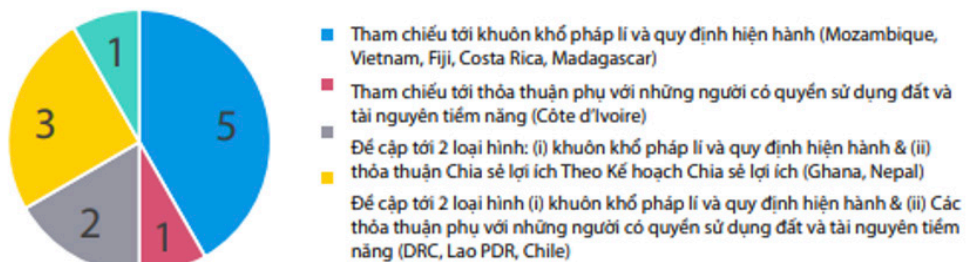 1
3
5
2
1
Tham chiếu tới khuôn khổ pháp lí và quy định hiện hành (Mozambique,
Vietnam, Fiji, Costa Rica, Madagascar)
Tham chiếu tới thỏa thuận phụ với những người có quyền sử dụng đất và
tài nguyên tiềm năng (Côte d'Ivoire)
Đề cập tới 2 loại hình: (i) khuôn khổ pháp lí và quy định hiện hành & (ii)
thỏa thuận Chia sẻ lợi ích Theo Kế hoạch Chia sẻ lợi ích (Ghana, Nepal)
Đề cập tới 2 loại hình (i) khuôn khổ pháp lí và quy định hiện hành & (ii) Các
thỏa thuận phụ với những người có quyền sử dụng đất và tài nguyên tiềm
năng (DRC, Lao PDR, Chile)